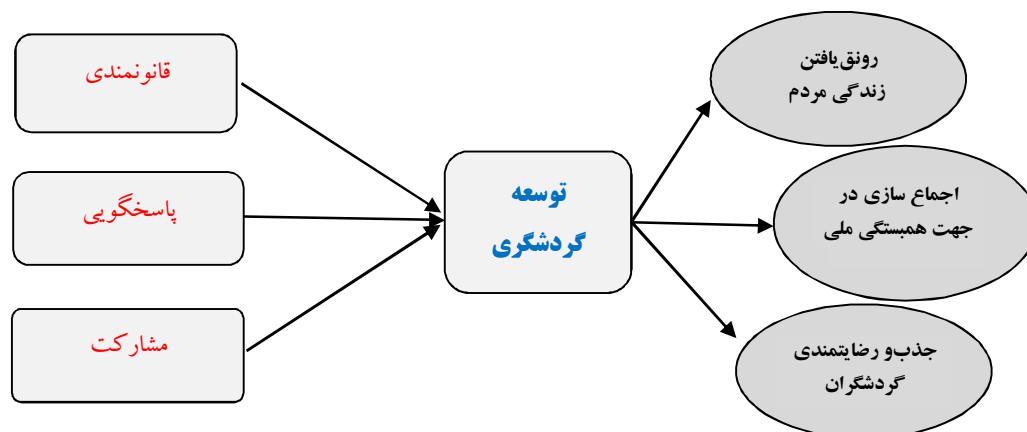 قانونمندی
پاسخگویی
مشارکت
توسعه
گردشگری
رونق‌یافتن
زندگی مردم
اجماع سازی در
جهت همبستگی ملی
جذب‌و رضایتمندی
گردشگران